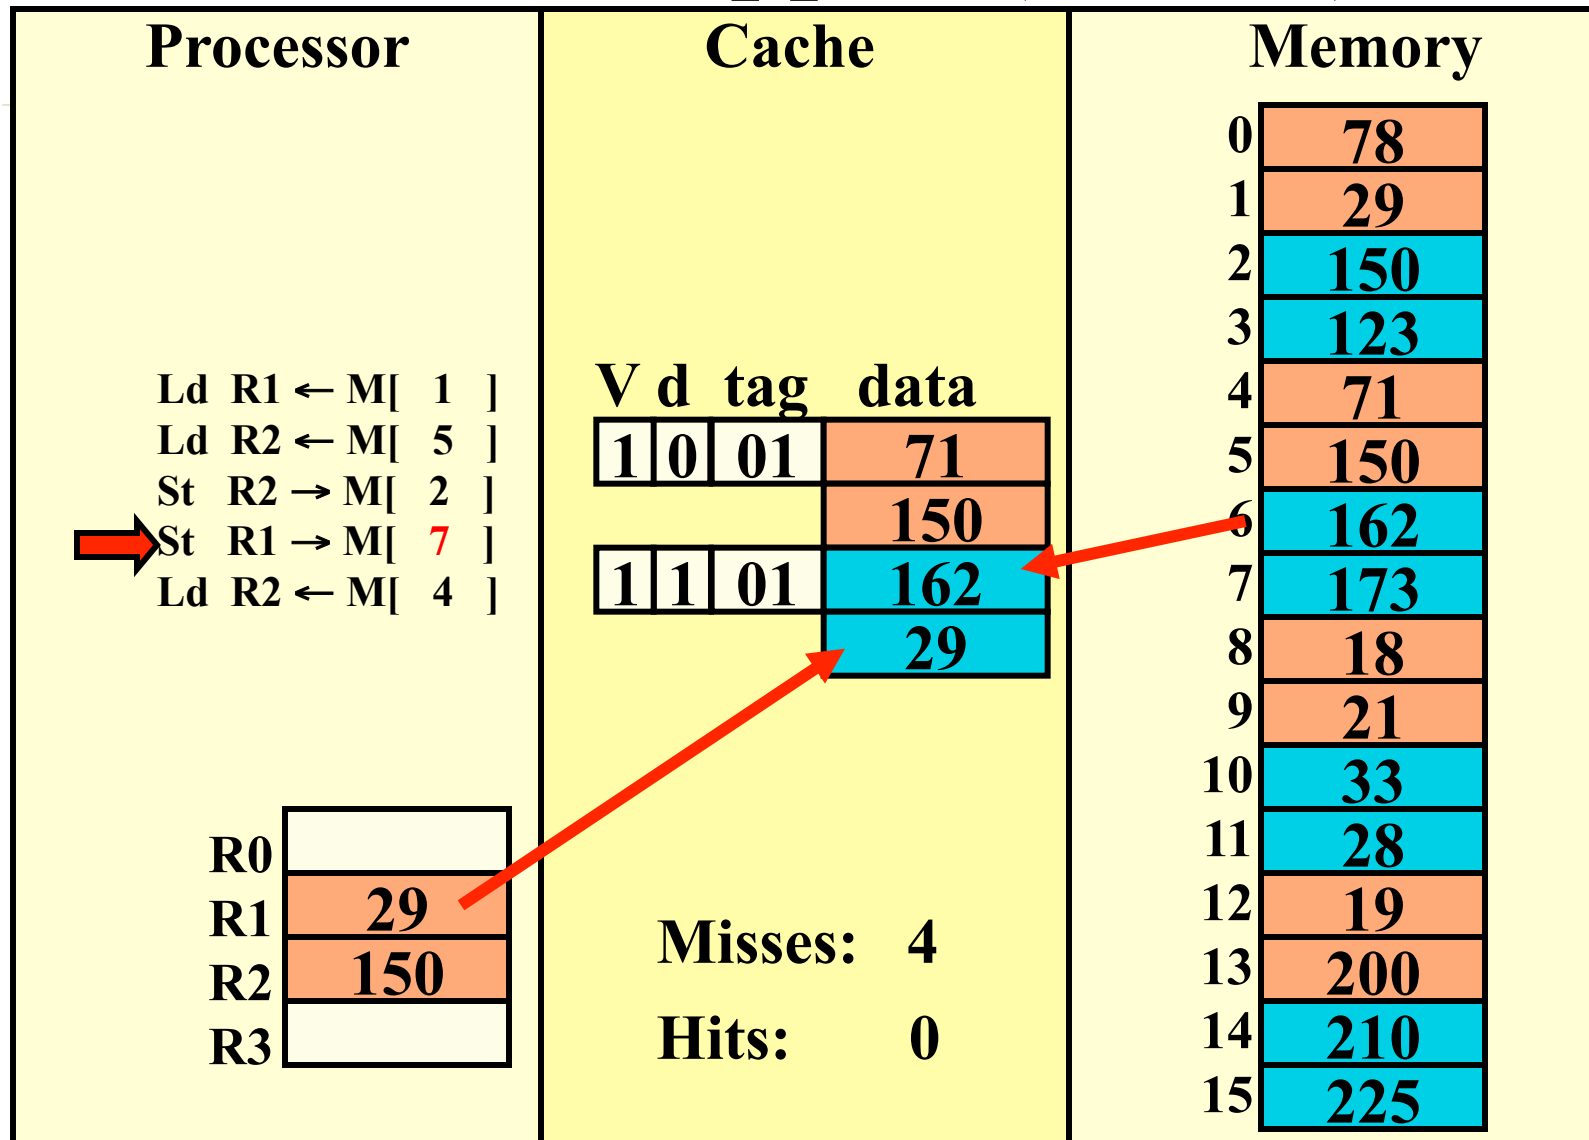 Processor
Cache
Memory
Ld R1 ← M[ 1 ]
Ld R2 ← M[ 5 ]
St R2 → M[ 2 ]
St R1 → M[ 7 ]
Ld R2 ← M[ 4 ]
R0
R1 29
R2 150
R3
V d tag data
1 0 01 71
150
1 1 01 162
29
Misses: 4
Hits: 0
0 78
1 29
2 150
3 123
4 71
5 150
6 162
7 173
8 18
9 21
10 33
11 28
12 19
13 200
14 210
15 225